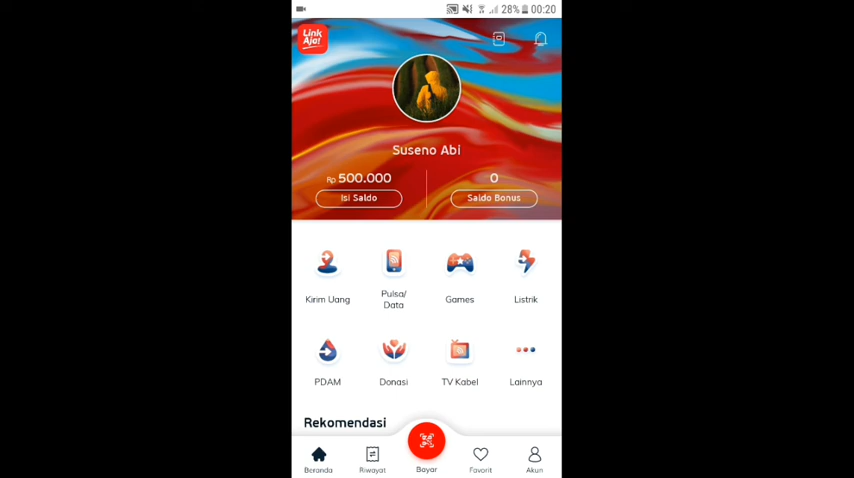 28% 00:20
Link
Aja!
Suseno Abi
Rp 500.000
0
Isi Saldo
Saldo Bonus
Kirim Uang
Pulsa/
Data
Games
Listrik
PDAM
Donasi
TV Kabel
Lainnya
Rekomendasi
Beranda
Riwayat
Bayar
Favorit
Akun